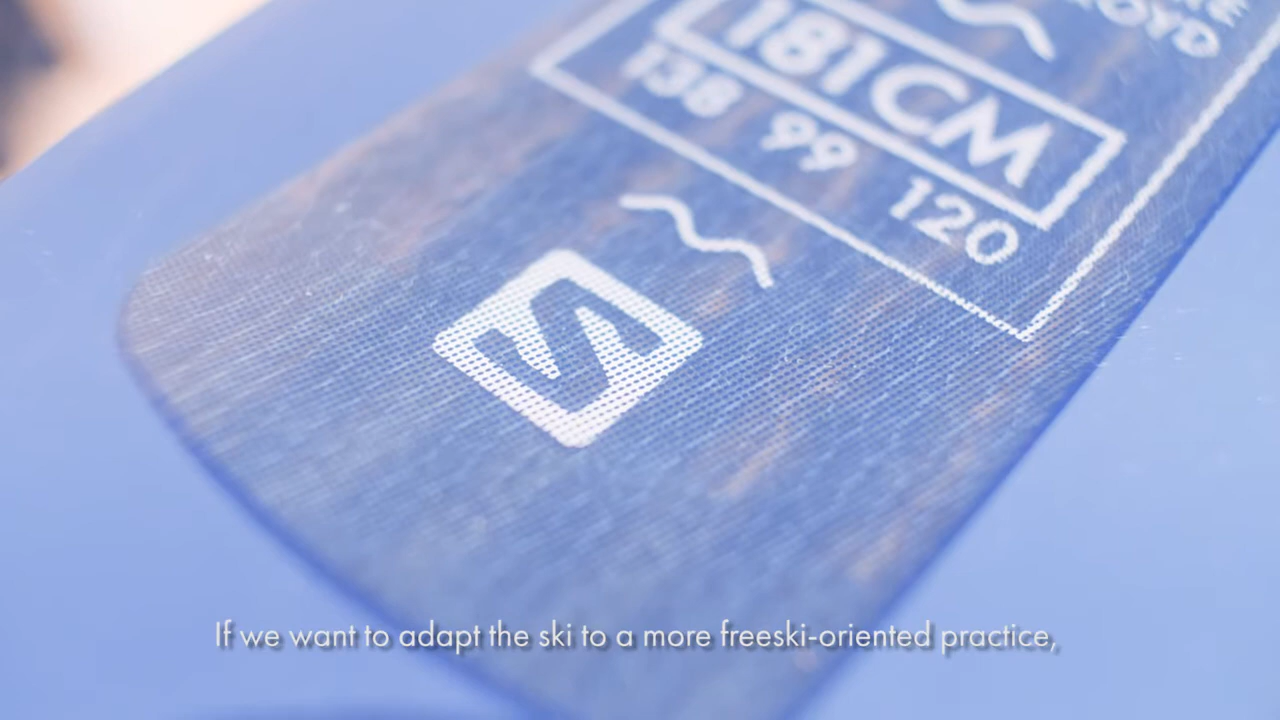 181CM
138 99 120
If we want to adapt the ski to a more freeski-oriented practice,